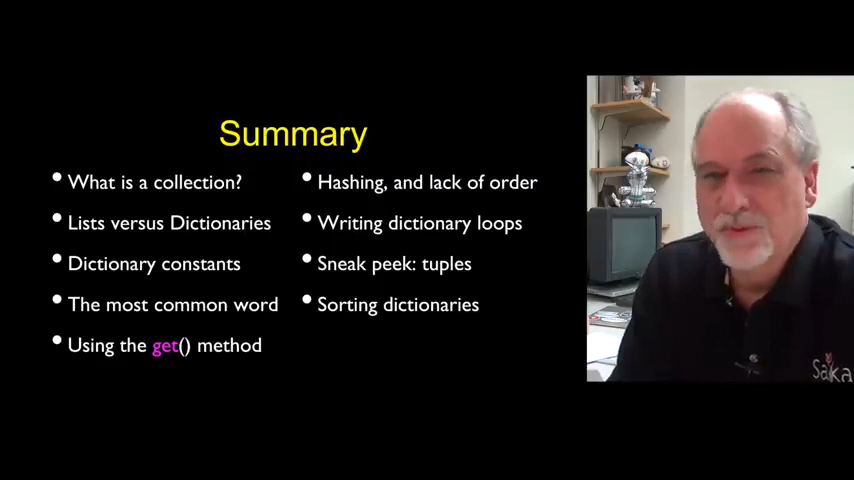 Summary
• What is a collection?
• Lists versus Dictionaries
• Dictionary constants
• The most common word
• Using the get() method
• Hashing, and lack of order
• Writing dictionary loops
• Sneak peek: tuples
• Sorting dictionaries
Saka